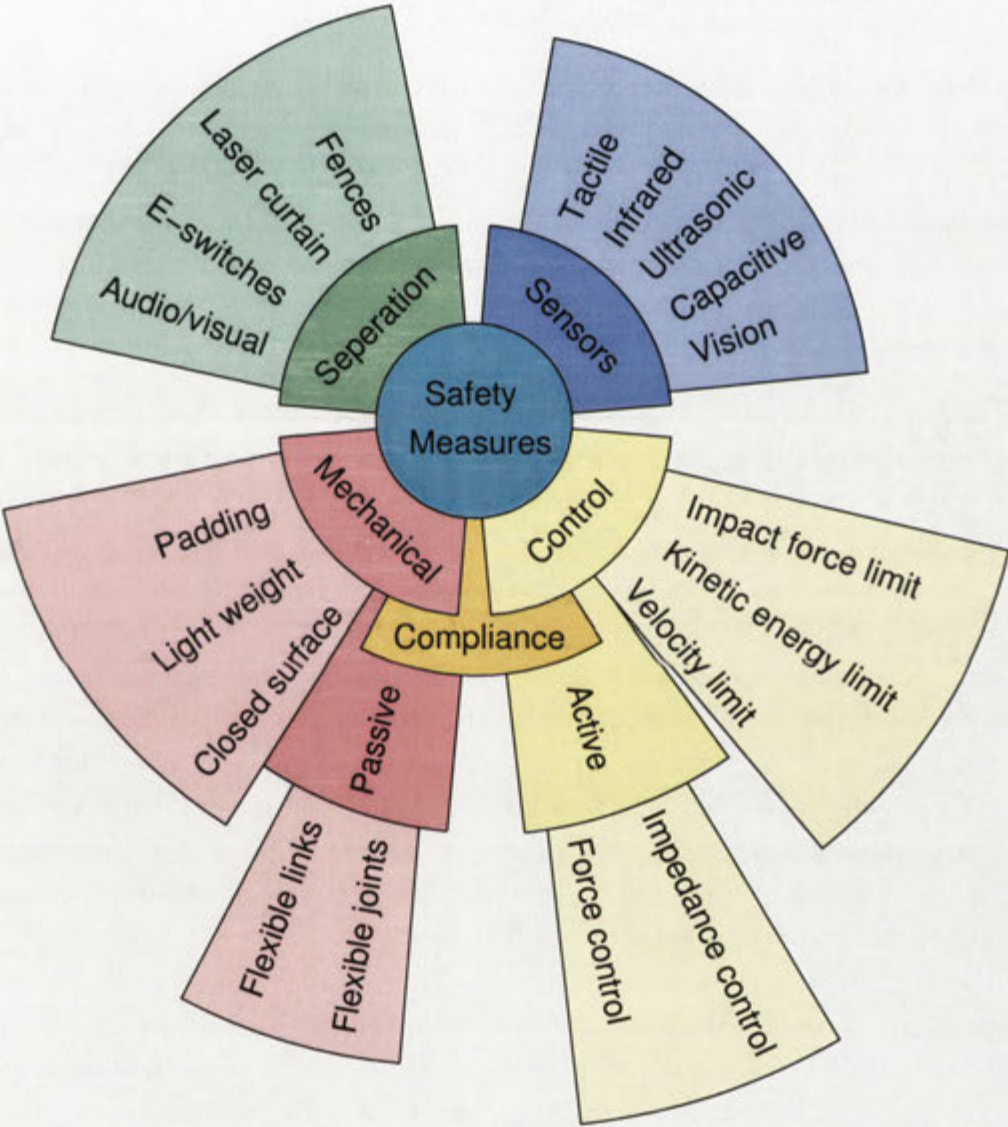 Safety
Measures
Seperation
Fences
Laser curtain
E–switches
Audio/visual
Sensors
Tactile
Infrared
Ultrasonic
Capacitive
Vision
Mechanical
Padding
Light weight
Closed surface
Control
Impact force limit
Kinetic energy limit
Velocity limit
Compliance
Passive
Flexible links
Flexible joints
Active
Force control
Impedance control